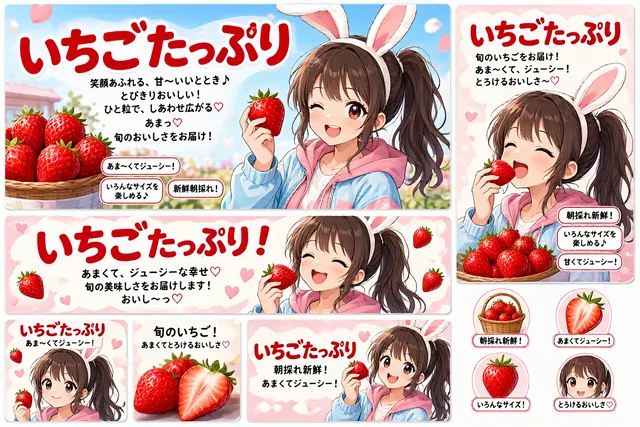 いちごたっぷり
笑顔あふれる、甘〜いいととき♪
とびきりおいしい！
ひと粒で、しあわせ広がる♡
あまっ♡
旬のおいしさをお届け！
あま〜くてジューシー！
いろんなサイズを
楽しめる♪
新鮮朝採れ！
いちごたっぷり
旬のいちごをお届け！
あま〜くて、ジューシー！
とろけるおいしさ〜♡
朝採れ新鮮！
いろんなサイズを
楽しめる♪
甘くてジューシー！
いちごたっぷり！
あまくて、ジューシーな幸せ♡
旬の美味しさをお届けします！
おいし〜っ♡
いちごたっぷり
あま〜くてジューシー！
旬のいちご！
あまくてとろけるおいしさ♡
いちごたっぷり
朝採れ新鮮！
あまくてジューシー！
朝採れ新鮮！
あまくてジューシー！
いろんなサイズ！
とろけるおいしさ♡